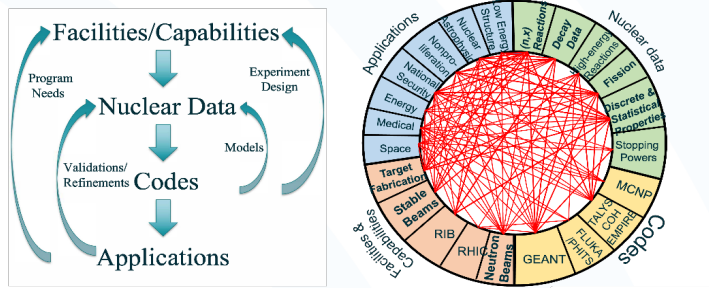 Facilities/Capabilities
Program
Needs
Experiment
Design
Nuclear Data
Validations/
Refinements
Models
Codes
Applications
Applications
Space
Medical
Energy
National
Security
Nonpro-
liferation
Nuclear
Astrophysics
Low Energy
Structure
Nuclear data
(n,x)
Reactions
Decay
Data
High-energy
Reactions
Fission
Discrete &
Statistical
Properties
Stopping
Powers
Codes
MCNP
TALYS
COH
EMPIRE
FLUKA
/PHITS
GEANT
Facilities &
Capabilities
Neutron
Beams
RHIC
RIB
Stable
Beams
Target
Fabrication